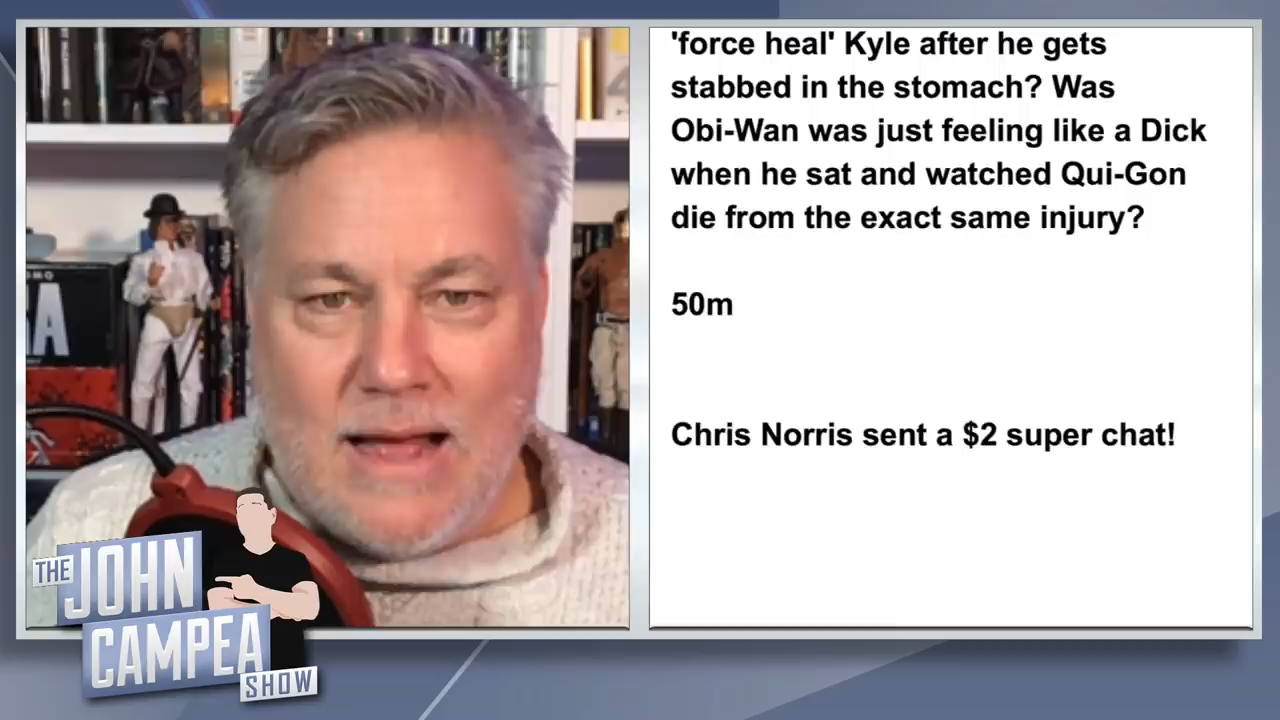 'force heal' Kyle after he gets
stabbed in the stomach? Was
Obi-Wan was just feeling like a Dick
when he sat and watched Qui-Gon
die from the exact same injury?
50m
Chris Norris sent a $2 super chat!
THE
JOHN
CAMPEA
SHOW